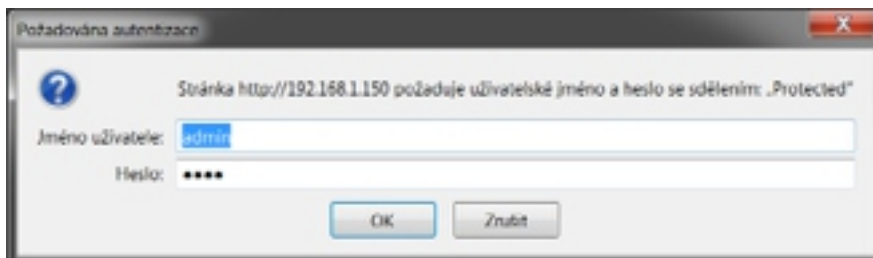 Požadována autentizace
Stránka http://192.168.1.150 požaduje uživatelské jméno a heslo se sdělením: „Protected“
Jméno uživatele: admin
Heslo: ••••
OK Zrušit